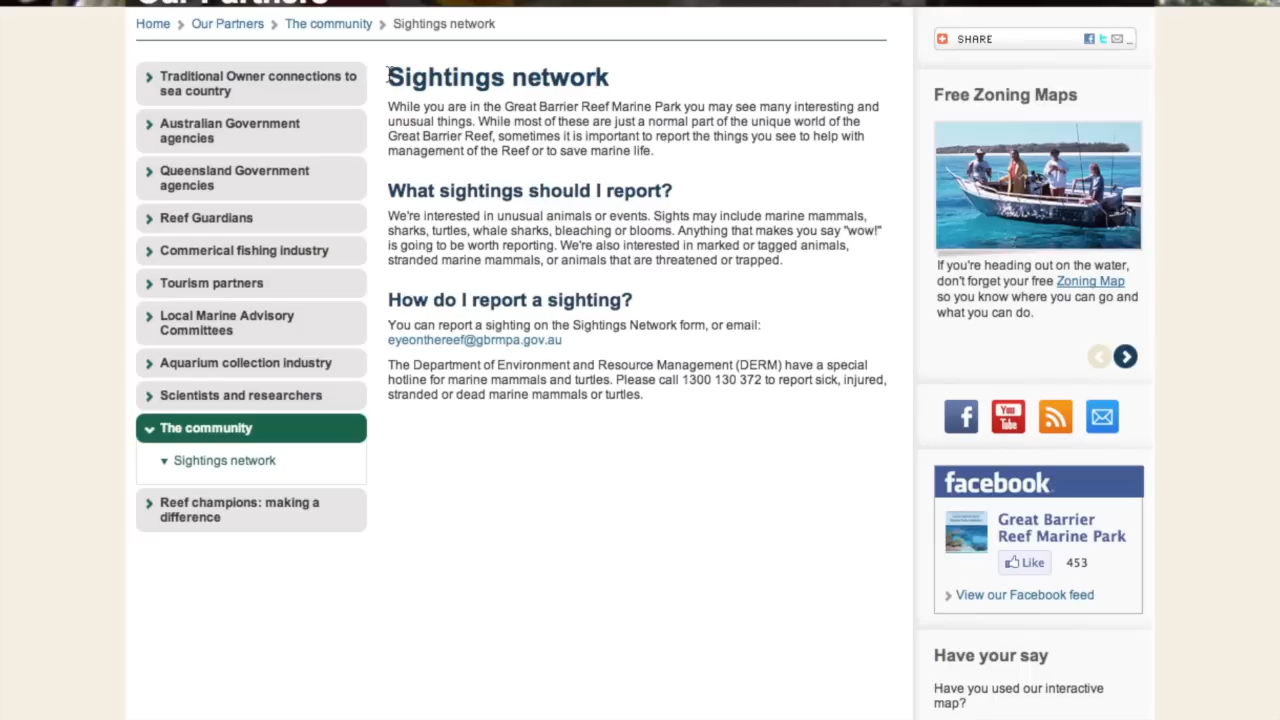 Our Partners
Home
Our Partners
The community
Sightings network
Traditional Owner connections to
sea country
Australian Government
agencies
Queensland Government
agencies
Reef Guardians
Commerical fishing industry
Tourism partners
Local Marine Advisory
Committees
Aquarium collection industry
Scientists and researchers
The community
Sightings network
Reef champions: making a
difference
Sightings network
While you are in the Great Barrier Reef Marine Park you may see many interesting and
unusual things. While most of these are just a normal part of the unique world of the
Great Barrier Reef, sometimes it is important to report the things you see to help with
management of the Reef or to save marine life.
What sightings should I report?
We're interested in unusual animals or events. Sights may include marine mammals,
sharks, turtles, whale sharks, bleaching or blooms. Anything that makes you say "wow!"
is going to be worth reporting. We're also interested in marked or tagged animals,
stranded marine mammals, or animals that are threatened or trapped.
How do I report a sighting?
You can report a sighting on the Sightings Network form, or email:
eyeonthereef@gbrmpa.gov.au
The Department of Environment and Resource Management (DERM) have a special
hotline for marine mammals and turtles. Please call 1300 130 372 to report sick, injured,
stranded or dead marine mammals or turtles.
SHARE
Free Zoning Maps
If you're heading out on the water,
don't forget your free Zoning Map
so you know where you can go and
what you can do.
You
Tube
facebook
Great Barrier
Reef Marine Park
Like 453
View our Facebook feed
Have your say
Have you used our interactive
map?